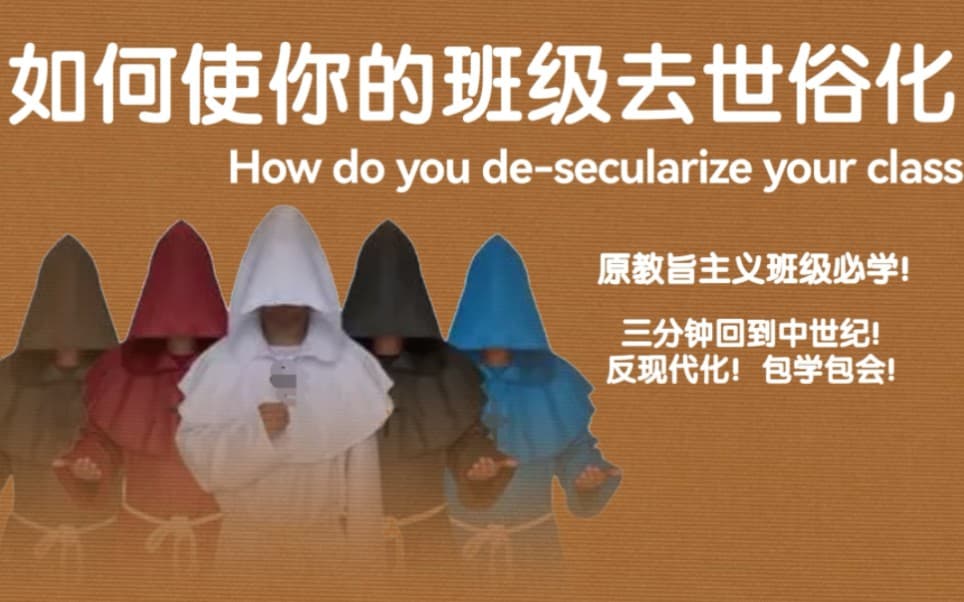 如何使你的班级去世俗化
How do you de-secularize your class
原教旨主义班级必学!
三分钟回到中世纪!
反现代化! 包学包会!